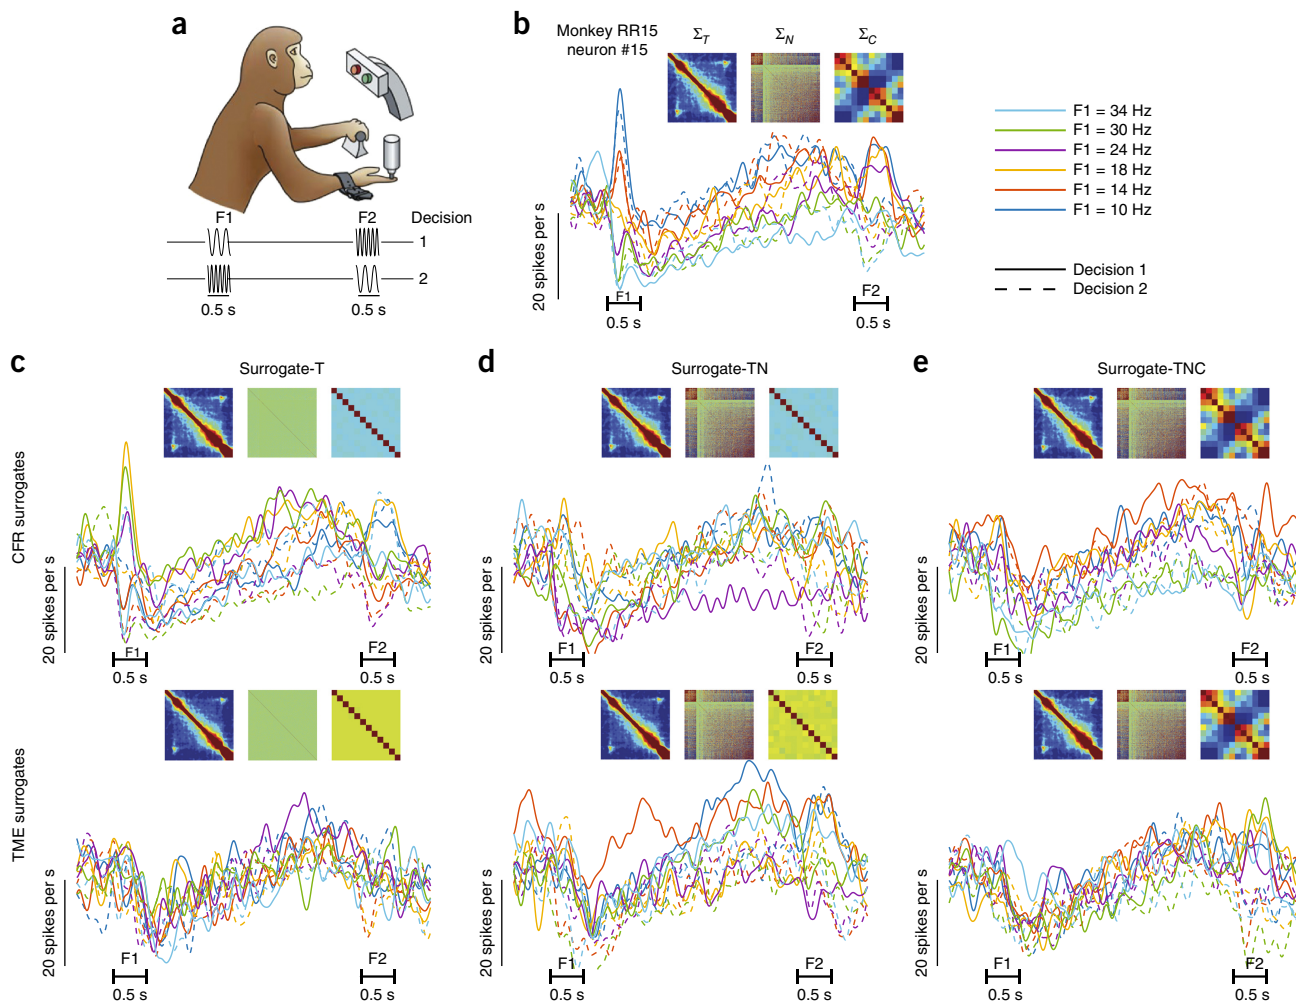 a
F1 F2 Decision
1
2
0.5 s 0.5 s
b
Monkey RR15
neuron #15
Σ_T Σ_N Σ_C
20 spikes per s
F1 F2
0.5 s 0.5 s
F1 = 34 Hz
F1 = 30 Hz
F1 = 24 Hz
F1 = 18 Hz
F1 = 14 Hz
F1 = 10 Hz
Decision 1
Decision 2
c
Surrogate-T
CFR surrogates
20 spikes per s
F1 F2
0.5 s 0.5 s
TME surrogates
20 spikes per s
F1 F2
0.5 s 0.5 s
d
Surrogate-TN
20 spikes per s
F1 F2
0.5 s 0.5 s
20 spikes per s
F1 F2
0.5 s 0.5 s
e
Surrogate-TNC
20 spikes per s
F1 F2
0.5 s 0.5 s
20 spikes per s
F1 F2
0.5 s 0.5 s